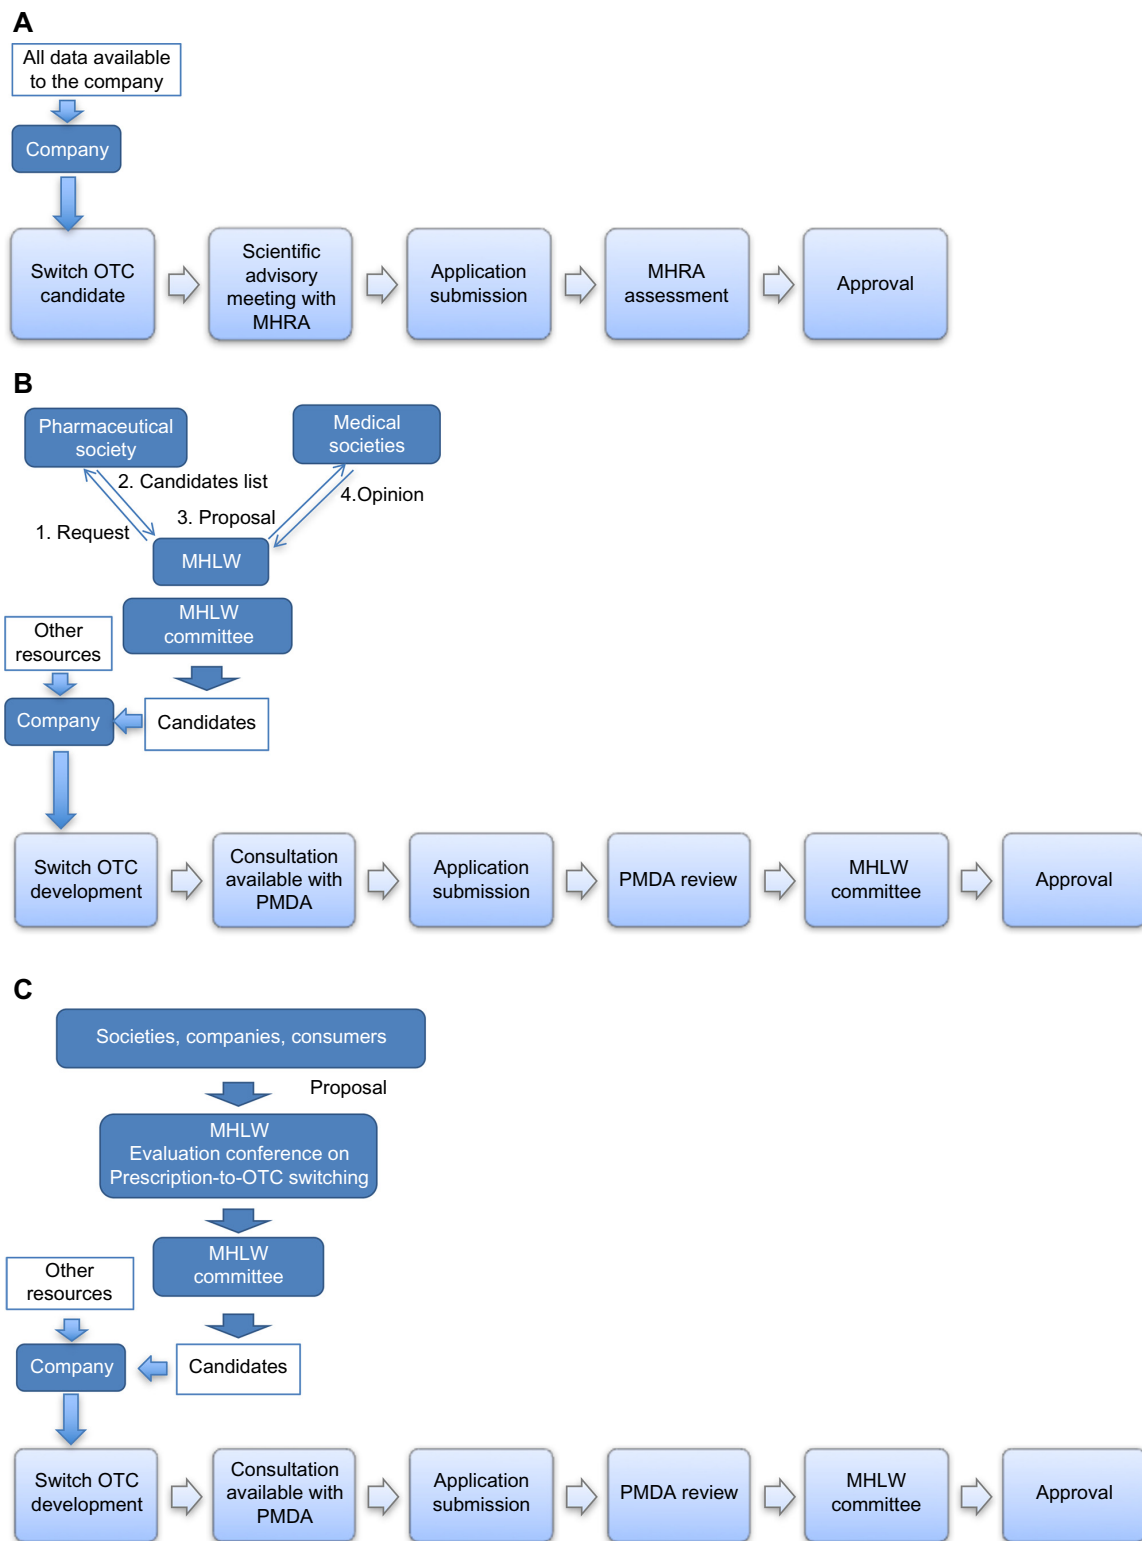 A
All data available
to the company
Company
Switch OTC
candidate
Scientific
advisory
meeting with
MHRA
Application
submission
MHRA
assessment
Approval
B
Pharmaceutical
society
Medical
societies
2. Candidates list
4.Opinion
3. Proposal
1. Request
MHLW
MHLW
committee
Other
resources
Company
Candidates
Switch OTC
development
Consultation
available with
PMDA
Application
submission
PMDA review
MHLW
committee
Approval
C
Societies, companies, consumers
Proposal
MHLW
Evaluation conference on
Prescription-to-OTC switching
MHLW
committee
Other
resources
Company
Candidates
Switch OTC
development
Consultation
available with
PMDA
Application
submission
PMDA review
MHLW
committee
Approval